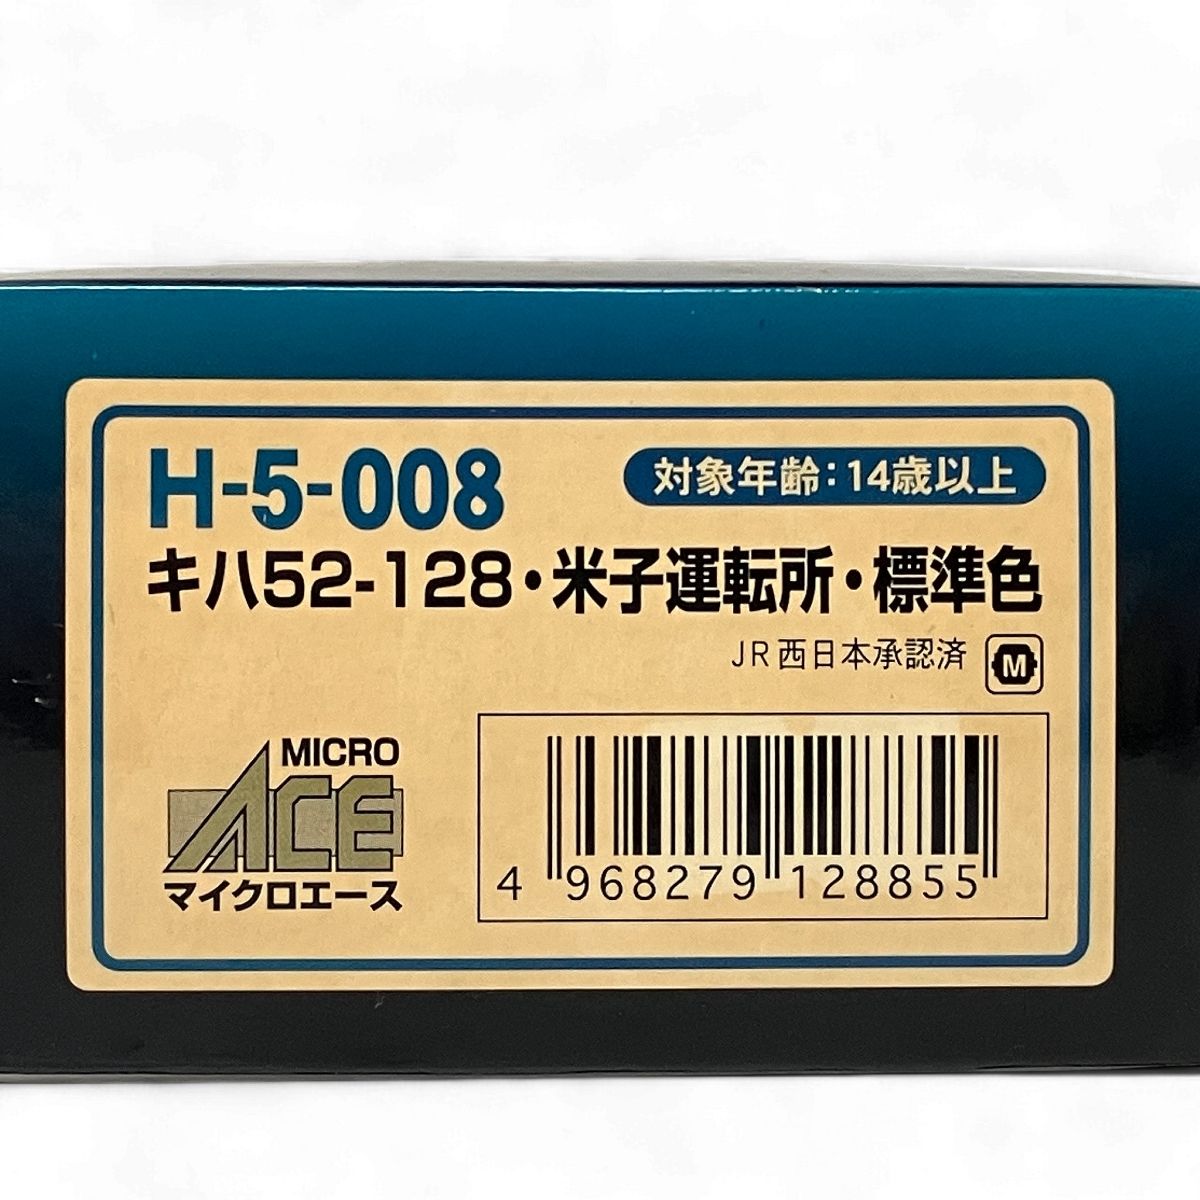 H-5-008
対象年齢:14歳以上
キハ52-128・米子運転所・標準色
JR西日本承認済
M
MICRO
ACE
マイクロエース
4 968279 128855